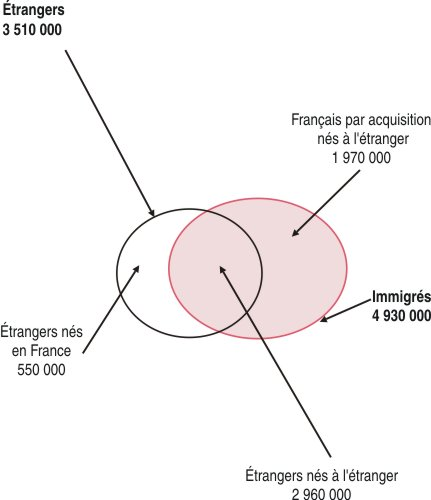 Étrangers
3 510 000
Français par acquisition
nés à l'étranger
1 970 000
Immigrés
4 930 000
Étrangers nés
en France
550 000
Étrangers nés à l'étranger
2 960 000